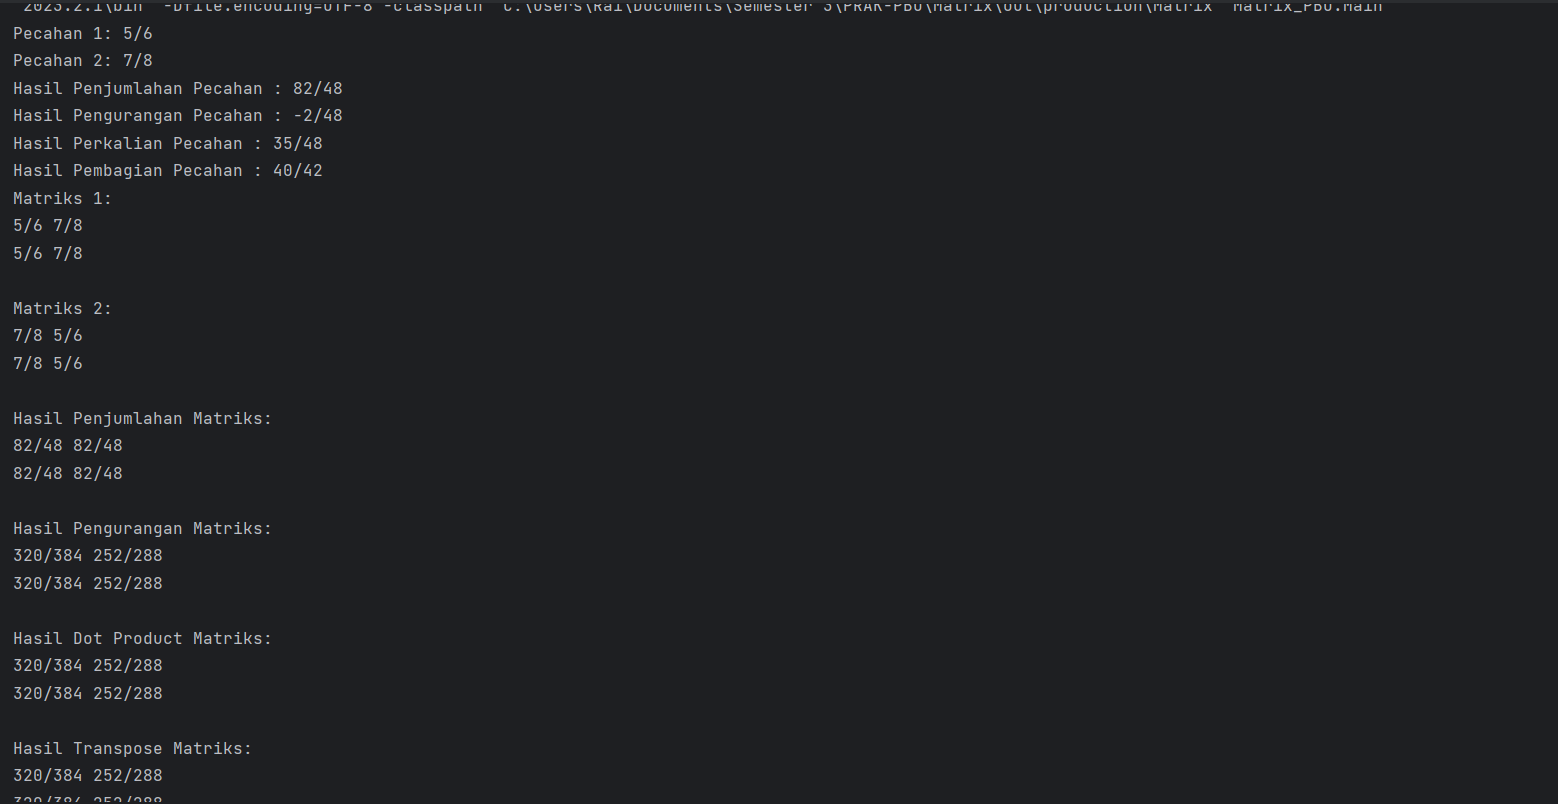 2023.2.1\bin" -Dfile.encoding=UTF-8 -classpath "C:\Users\Rai\Documents\Semester 3\PRAK-PBO\Matrix\out\production\Matrix" Matrix_PBO.Main
Pecahan 1: 5/6
Pecahan 2: 7/8
Hasil Penjumlahan Pecahan : 82/48
Hasil Pengurangan Pecahan : -2/48
Hasil Perkalian Pecahan : 35/48
Hasil Pembagian Pecahan : 40/42
Matriks 1:
5/6 7/8
5/6 7/8
Matriks 2:
7/8 5/6
7/8 5/6
Hasil Penjumlahan Matriks:
82/48 82/48
82/48 82/48
Hasil Pengurangan Matriks:
320/384 252/288
320/384 252/288
Hasil Dot Product Matriks:
320/384 252/288
320/384 252/288
Hasil Transpose Matriks:
320/384 252/288
320/384 252/288